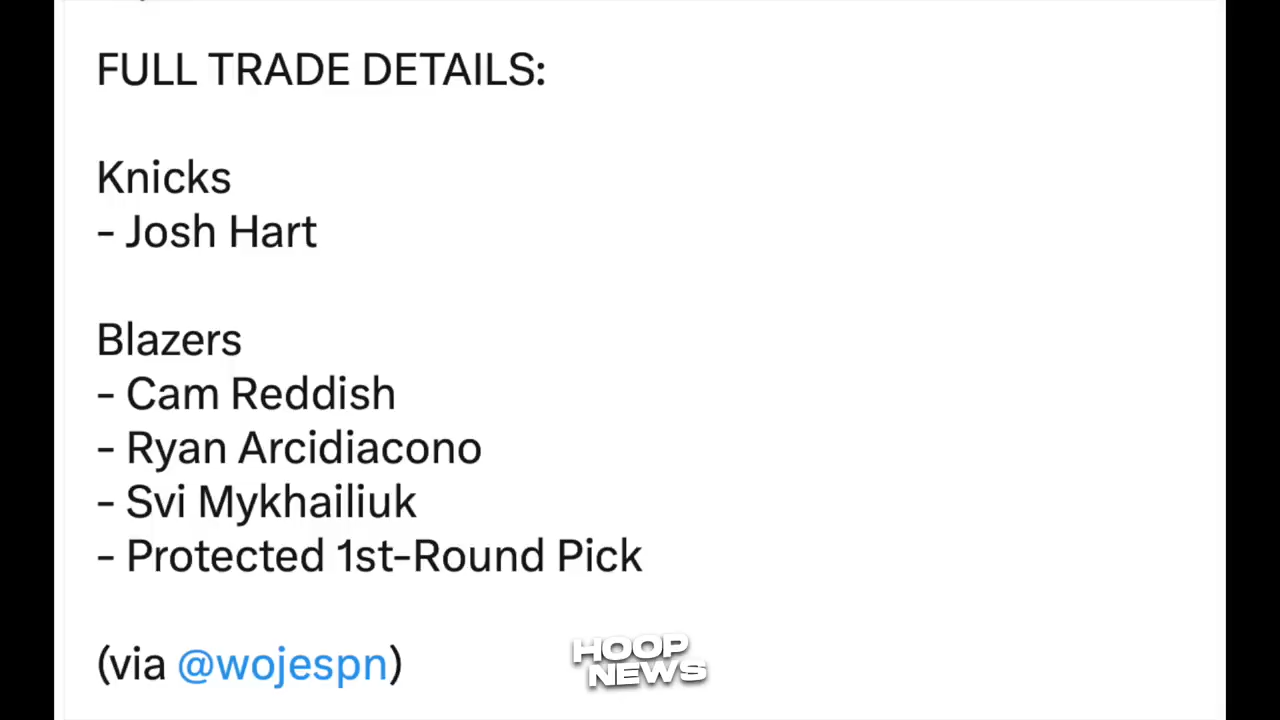 FULL TRADE DETAILS:
Knicks
- Josh Hart
Blazers
- Cam Reddish
- Ryan Arcidiacono
- Svi Mykhailiuk
- Protected 1st-Round Pick
(via @wojespn)
HOOP
NEWS